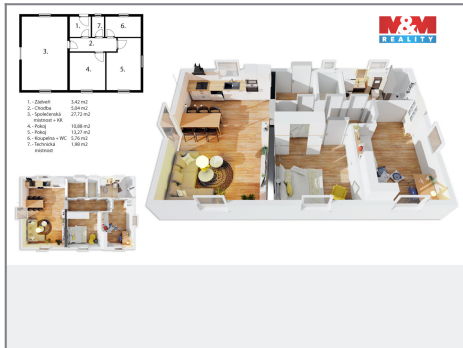 M&M
REALITY
1.
7.
6.
2.
3.
4.
5.
1. - Zádveří 3,42 m2
2. - Chodba 5,04 m2
3. - Společenská 27,72 m2
místnost + KK
4. - Pokoj 10,88 m2
5. - Pokoj 13,27 m2
6. - Koupelna + WC 5,76 m2
7. - Technická 1,98 m2
místnost